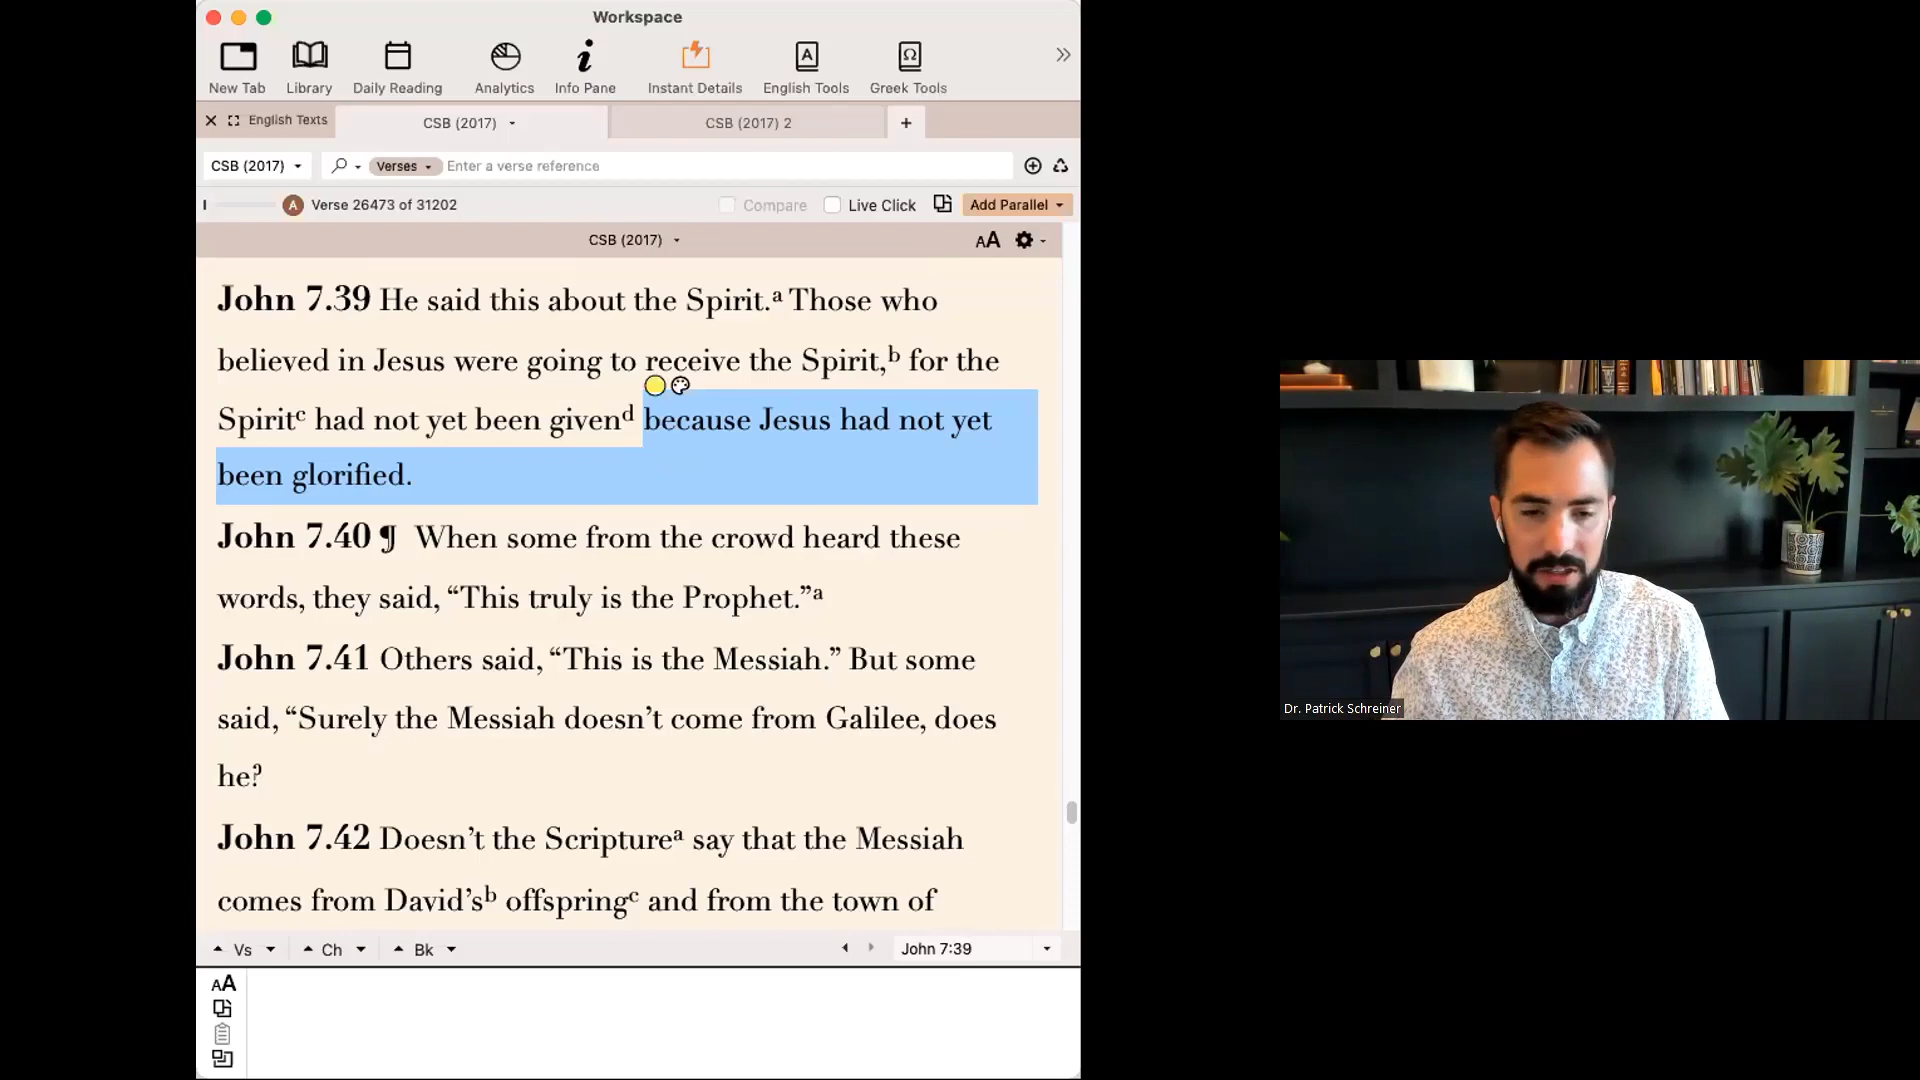 Workspace
New Tab
Library
Daily Reading
Analytics
Info Pane
Instant Details
English Tools
Greek Tools
English Texts
CSB (2017)
CSB (2017) 2
CSB (2017)
Verses
Enter a verse reference
A
Verse 26473 of 31202
Compare
Live Click
Add Parallel
CSB (2017)
AA
John 7.39 He said this about the Spirit.ᵃ Those who
believed in Jesus were going to receive the Spirit,ᵇ for the
Spiritᶜ had not yet been givenᵈ because Jesus had not yet
been glorified.
John 7.40 ¶ When some from the crowd heard these
words, they said, “This truly is the Prophet.”ᵃ
John 7.41 Others said, “This is the Messiah.” But some
said, “Surely the Messiah doesn’t come from Galilee, does
he?
John 7.42 Doesn’t the Scriptureᵃ say that the Messiah
comes from David’sᵇ offspringᶜ and from the town of
Vs
Ch
Bk
John 7:39
AA
Dr. Patrick Schreiner